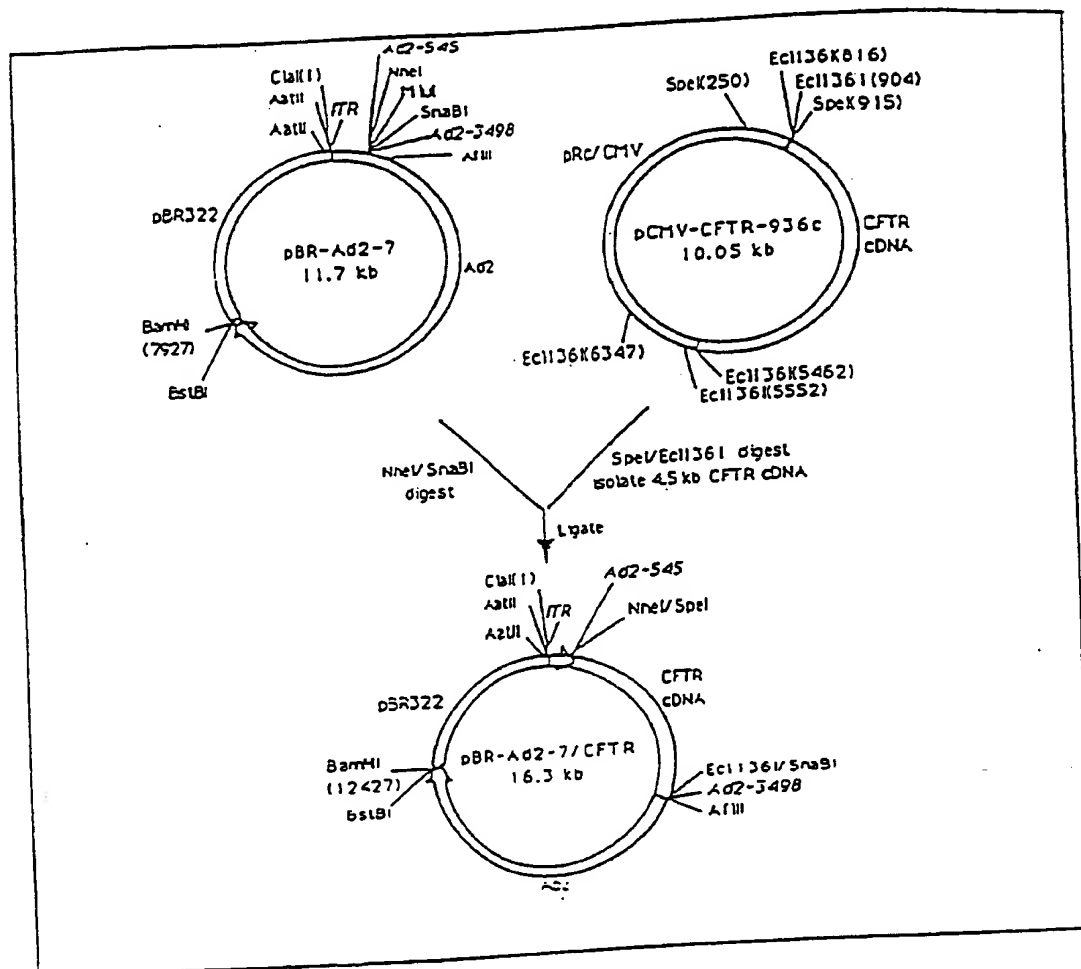 Ad2-545
NheI
MluI
SnaBI
Ad2-3498
AflII
ClaI(1)
AatII
ITR
AatII
pBR322
pBR-Ad2-7
11.7 kb
Ad2
BamHI
(7927)
BstBI
Ecl136I(816)
Ecl136I(904)
SpeI(915)
SpeI(250)
pRc/CMV
pCMV-CFTR-936c
10.05 kb
CFTR
cDNA
Ecl136I(6347)
Ecl136I(5462)
Ecl136I(5552)
NheI/SnaBI
digest
SpeI/Ecl136I digest
isolate 4.5 kb CFTR cDNA
Ligate
ClaI(1)
AatII
AatII
ITR
Ad2-545
NheI/SpeI
CFTR
cDNA
pBR322
pBR-Ad2-7/CFTR
16.3 kb
BamHI
(12427)
BstBI
Ecl136I/SnaBI
Ad2-3498
AflII
Ad2